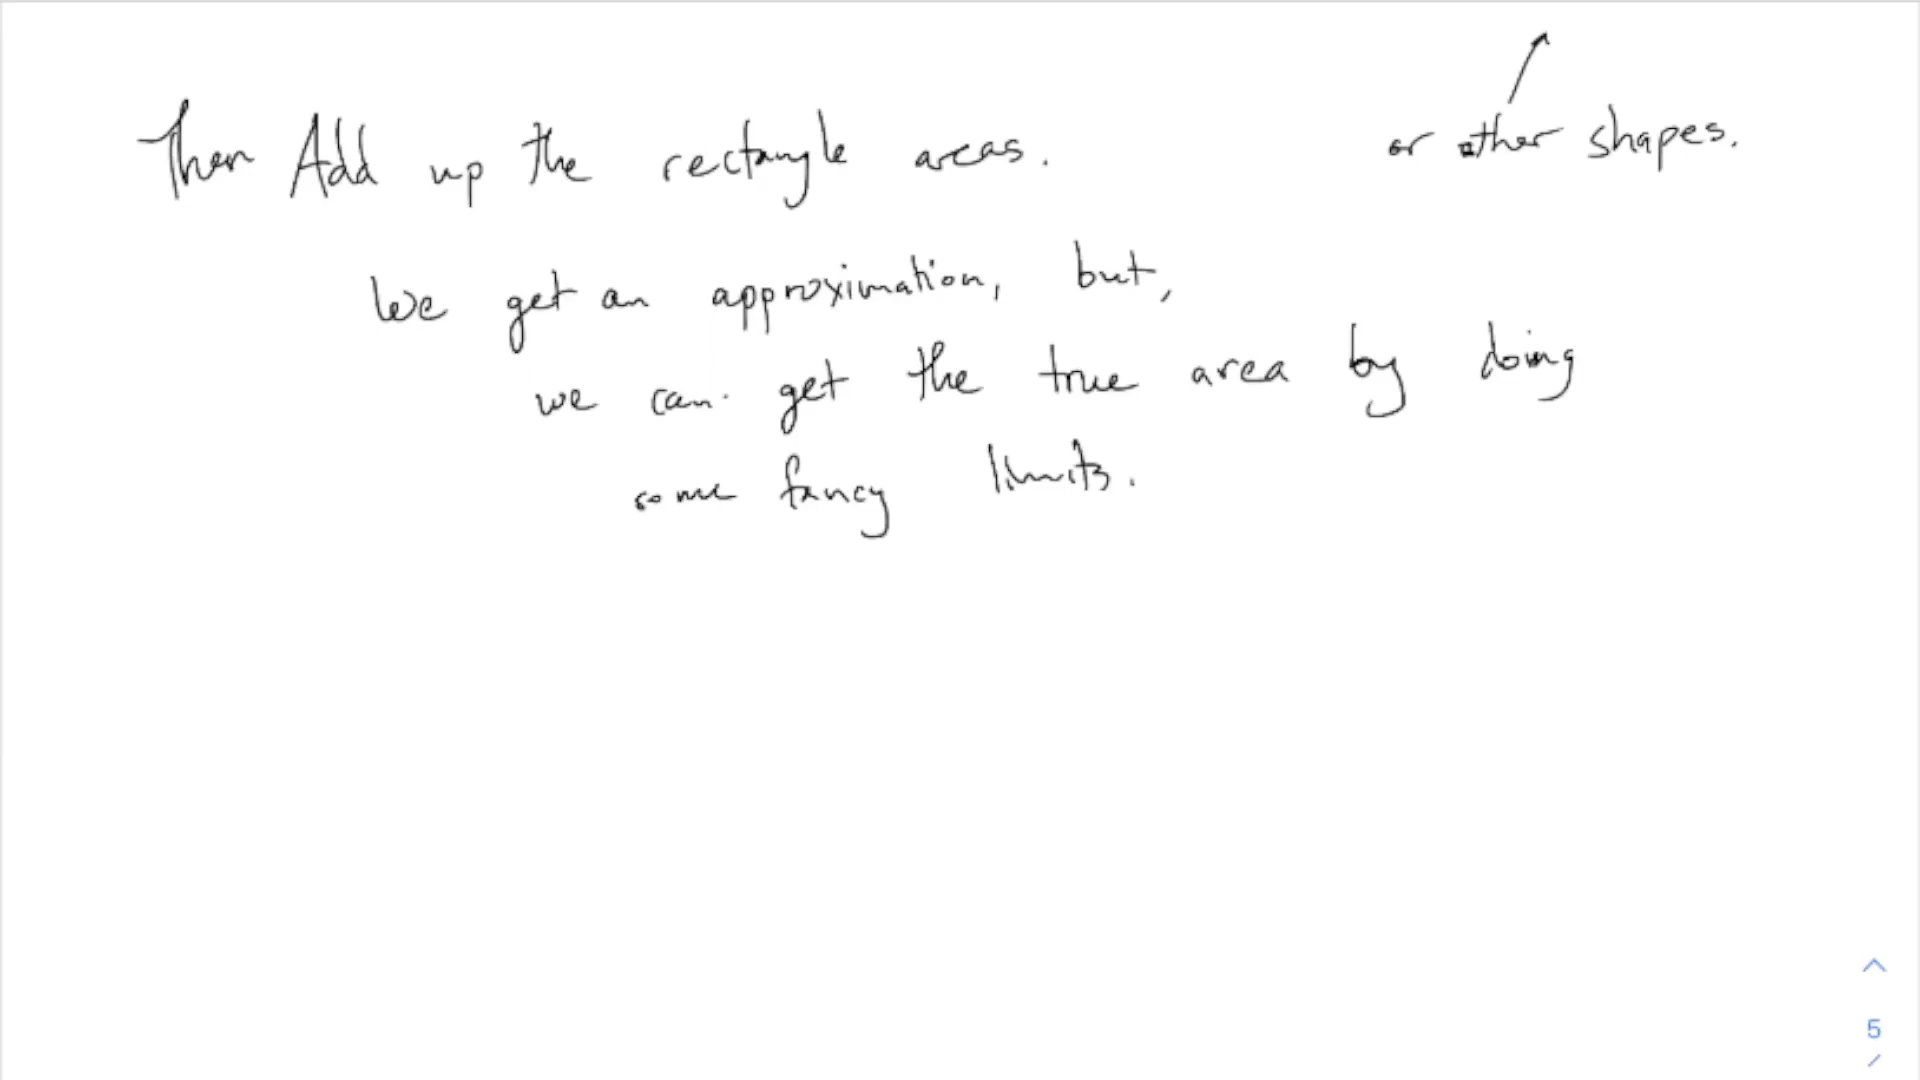 Then Add up the rectangle areas.
or other shapes.
We get an approximation, but,
we can get the true area by doing
some fancy limits.
5